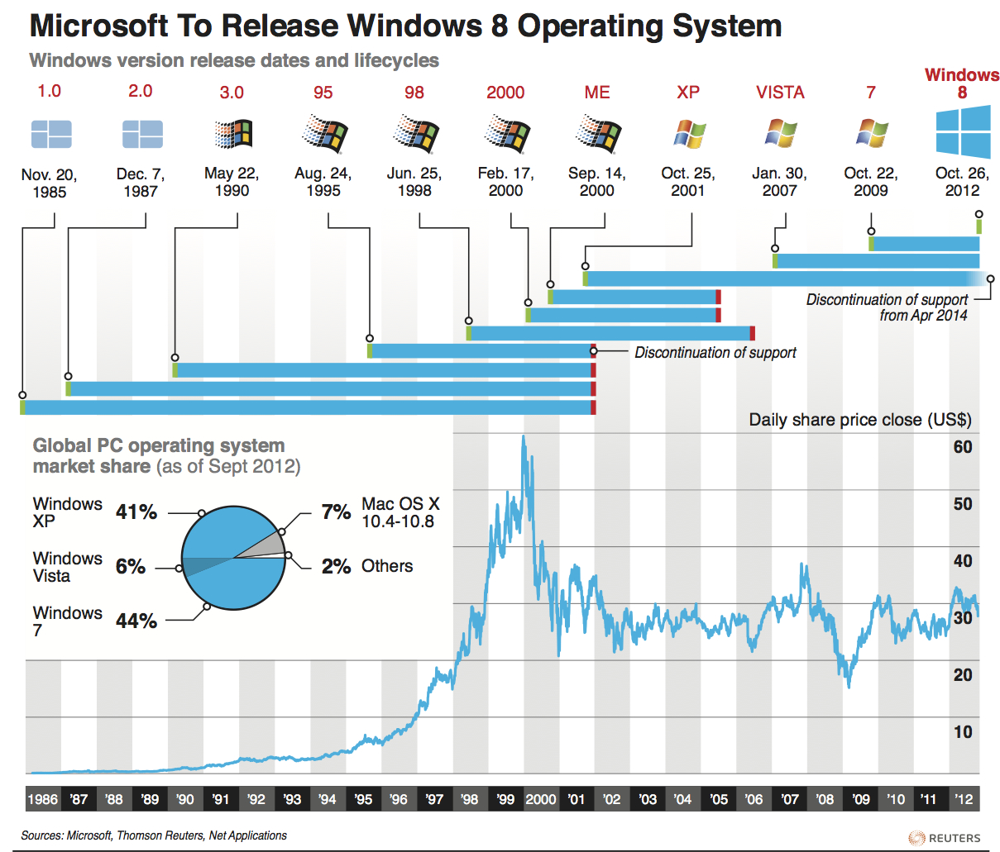 Microsoft To Release Windows 8 Operating System
Windows version release dates and lifecycles
1.0
2.0
3.0
95
98
2000
ME
XP
VISTA
7
Windows
8
Nov. 20,
1985
Dec. 7,
1987
May 22,
1990
Aug. 24,
1995
Jun. 25,
1998
Feb. 17,
2000
Sep. 14,
2000
Oct. 25,
2001
Jan. 30,
2007
Oct. 22,
2009
Oct. 26,
2012
Discontinuation of support
from Apr 2014
Discontinuation of support
Daily share price close (US$)
60
50
40
30
20
10
Global PC operating system
market share (as of Sept 2012)
Windows
XP
41%
Windows
Vista
6%
Windows
7
44%
7% Mac OS X
10.4-10.8
2% Others
1986 '87 '88 '89 '90 '91 '92 '93 '94 '95 '96 '97 '98 '99 2000 '01 '02 '03 '04 '05 '06 '07 '08 '09 '10 '11 '12
Sources: Microsoft, Thomson Reuters, Net Applications
REUTERS